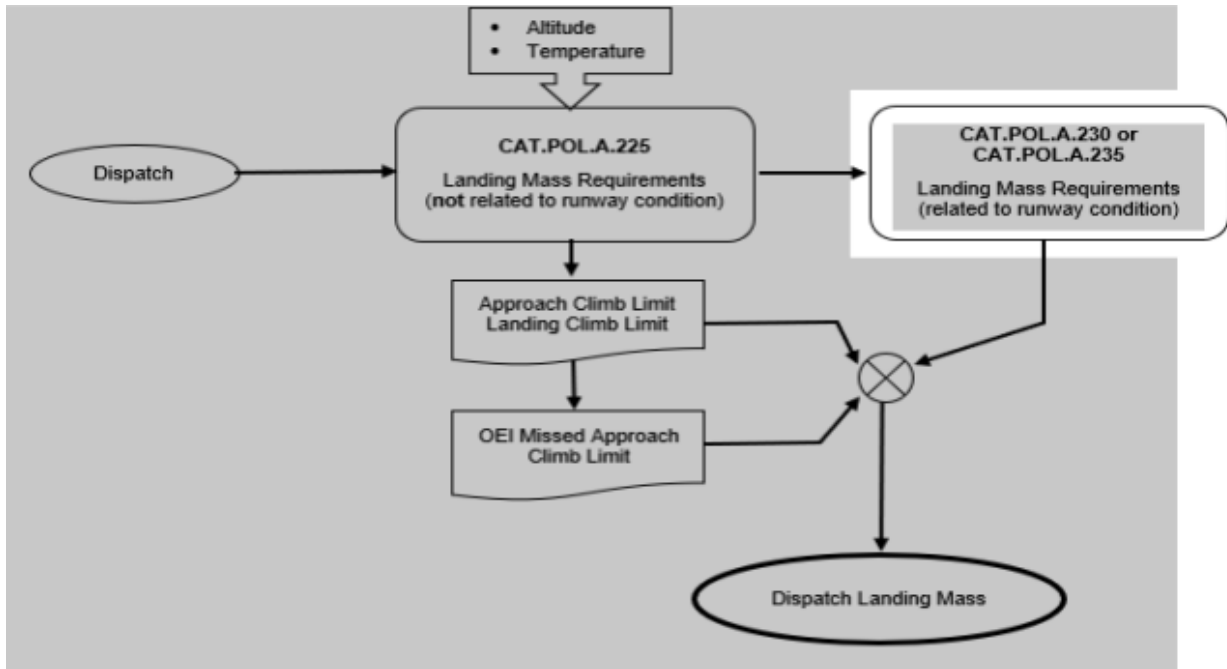 • Altitude
• Temperature
Dispatch
CAT.POL.A.225
Landing Mass Requirements
(not related to runway condition)
CAT.POL.A.230 or
CAT.POL.A.235
Landing Mass Requirements
(related to runway condition)
Approach Climb Limit
Landing Climb Limit
OEI Missed Approach
Climb Limit
Dispatch Landing Mass